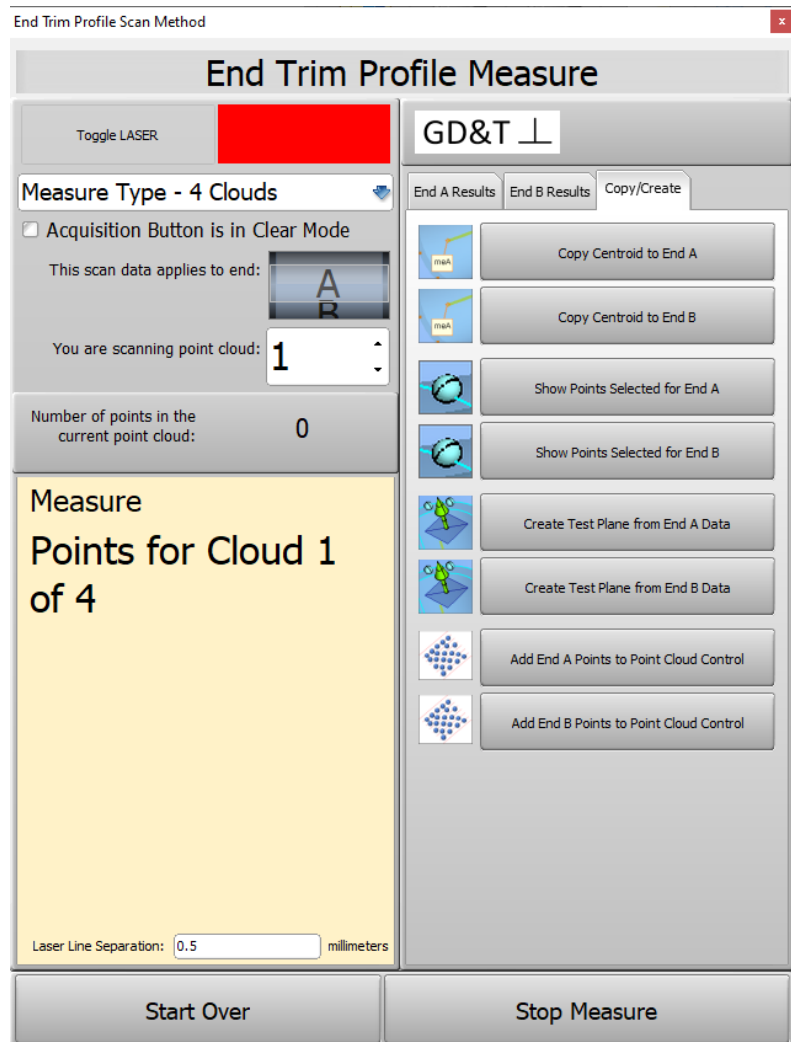 End Trim Profile Scan Method
x
End Trim Profile Measure
Toggle LASER
Measure Type - 4 Clouds
Acquisition Button is in Clear Mode
This scan data applies to end:
A
B
You are scanning point cloud:
1
Number of points in the
current point cloud:
0
Measure
Points for Cloud 1
of 4
Laser Line Separation: 0.5 millimeters
GD&T ⊥
End A Results End B Results Copy/Create
meA
Copy Centroid to End A
meA
Copy Centroid to End B
Show Points Selected for End A
Show Points Selected for End B
Create Test Plane from End A Data
Create Test Plane from End B Data
Add End A Points to Point Cloud Control
Add End B Points to Point Cloud Control
Start Over
Stop Measure